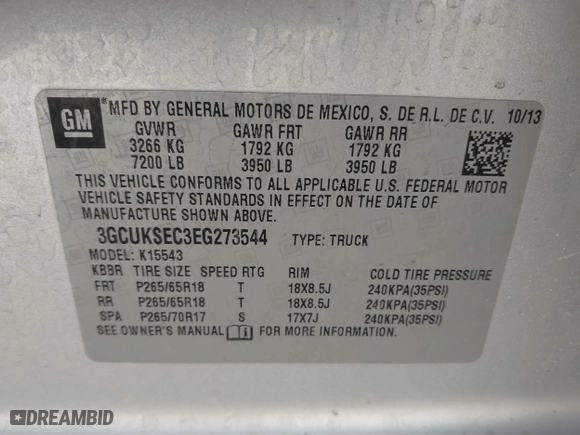 GM ® MFD BY GENERAL MOTORS DE MEXICO, S. DE R.L. DE C.V. 10/13
GVWR GAWR FRT GAWR RR
3266 KG 1792 KG 1792 KG
7200 LB 3950 LB 3950 LB
THIS VEHICLE CONFORMS TO ALL APPLICABLE U.S. FEDERAL MOTOR
VEHICLE SAFETY STANDARDS IN EFFECT ON THE DATE OF
MANUFACTURE SHOWN ABOVE.
3GCUKSEC3EG273544 TYPE: TRUCK
MODEL: K15543
KBBR TIRE SIZE SPEED RTG RIM COLD TIRE PRESSURE
FRT P265/65R18 T 18X8.5J 240KPA(35PSI)
RR P265/65R18 T 18X8.5J 240KPA(35PSI)
SPA P265/70R17 S 17X7J 240KPA(35PSI)
SEE OWNER'S MANUAL FOR MORE INFORMATION.
DREAMBID